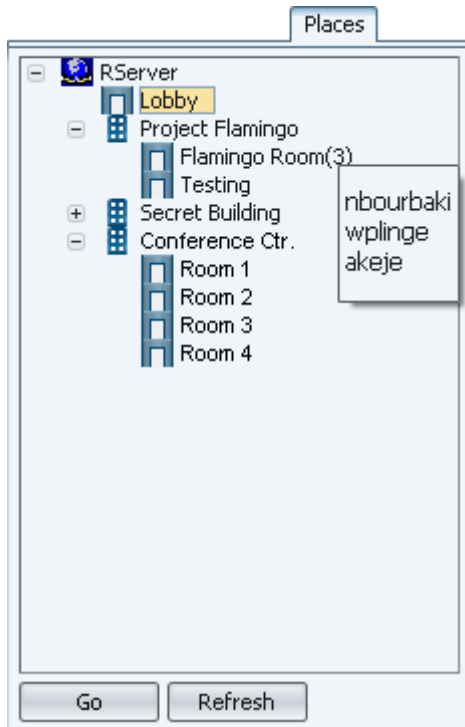 Places
RServer
Lobby
Project Flamingo
Flamingo Room(3)
Testing
Secret Building
Conference Ctr.
Room 1
Room 2
Room 3
Room 4
nbourbaki
wplinge
akeje
Go
Refresh